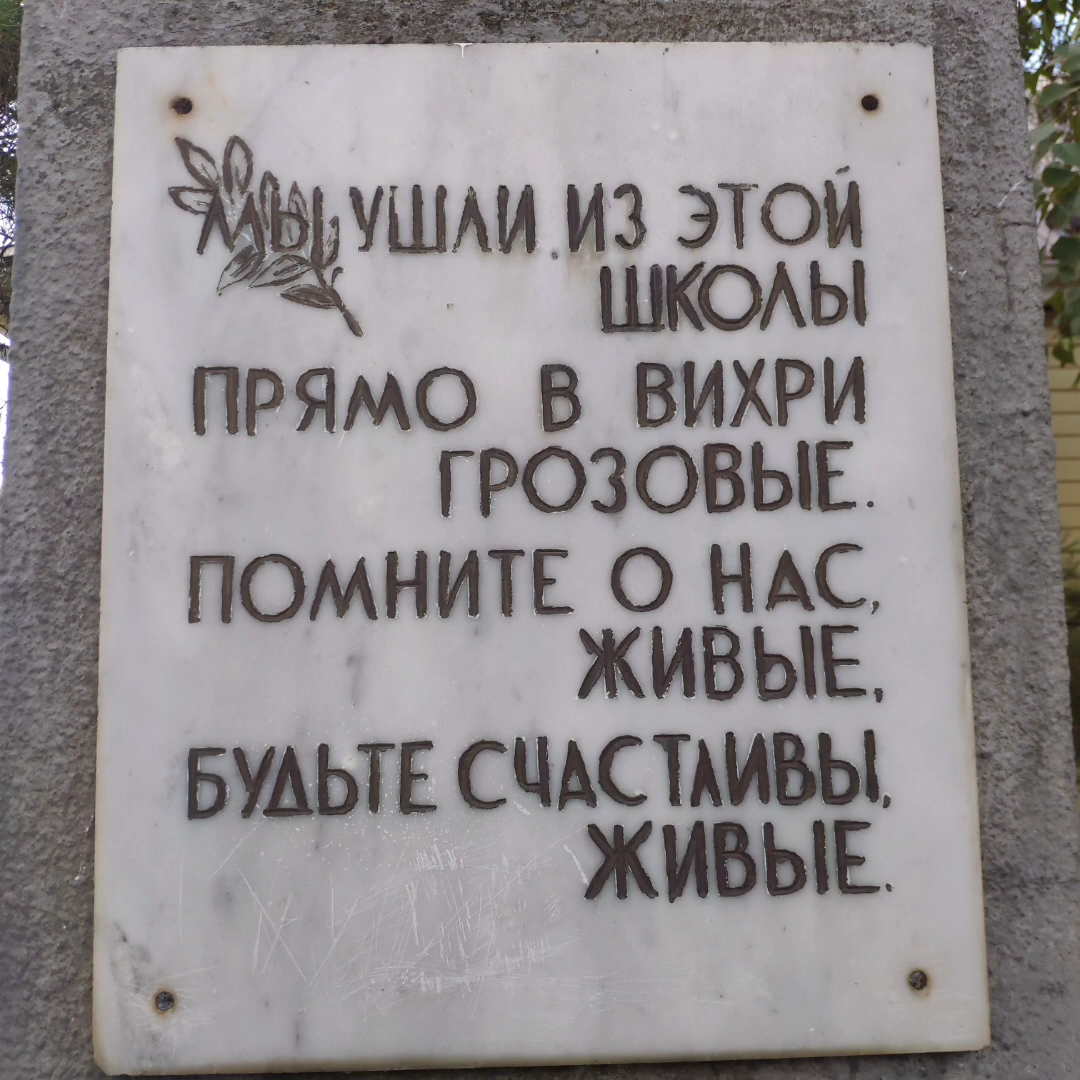 МЫ УШЛИ ИЗ ЭТОЙ
ШКОЛЫ
ПРЯМО В ВИХРИ
ГРОЗОВЫЕ.
ПОМНИТЕ О НАС,
ЖИВЫЕ,
БУДЬТЕ СЧАСТЛИВЫ,
ЖИВЫЕ.